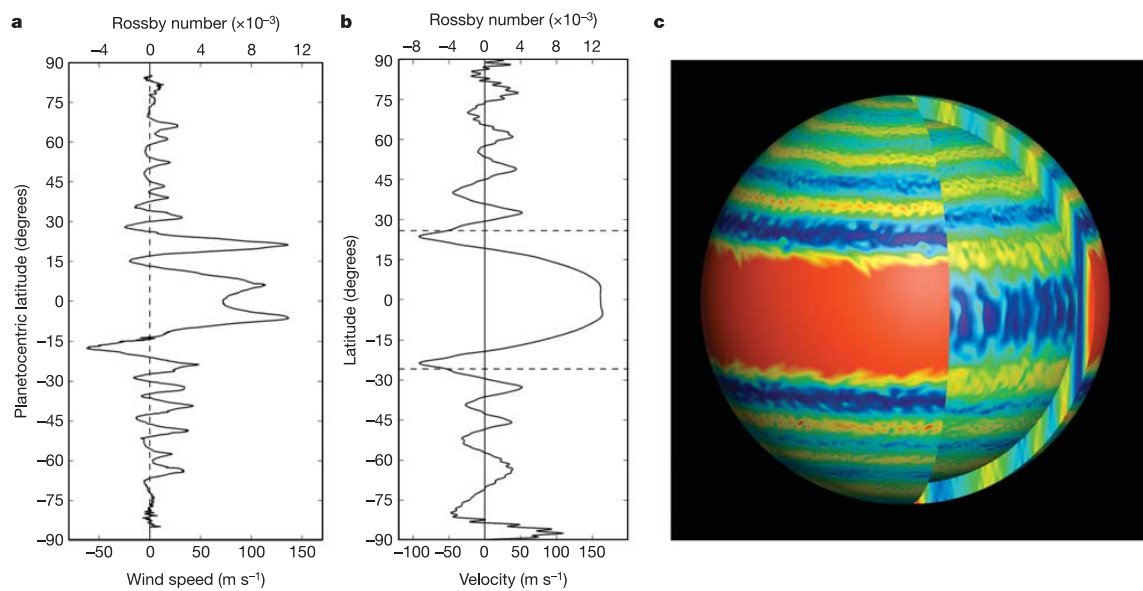 a
Rossby number (×10⁻³)
−4 0 4 8 12
90
75
60
45
30
15
0
−15
−30
−45
−60
−75
−90
Planetocentric latitude (degrees)
−50 0 50 100 150
Wind speed (m s⁻¹)
b
Rossby number (×10⁻³)
−8 −4 0 4 8 12
90
75
60
45
30
15
0
−15
−30
−45
−60
−75
−90
Latitude (degrees)
−100 −50 0 50 100 150
Velocity (m s⁻¹)
c